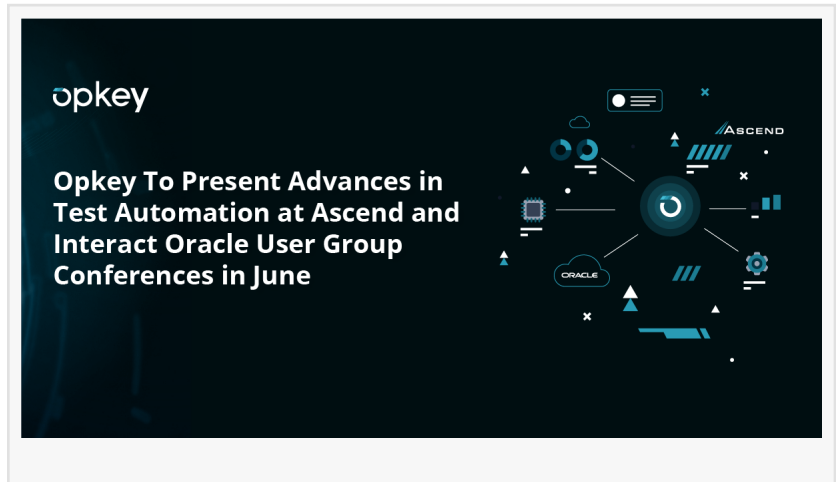 opkey
Opkey To Present Advances in
Test Automation at Ascend and
Interact Oracle User Group
Conferences in June
ASCEND
ORACLE